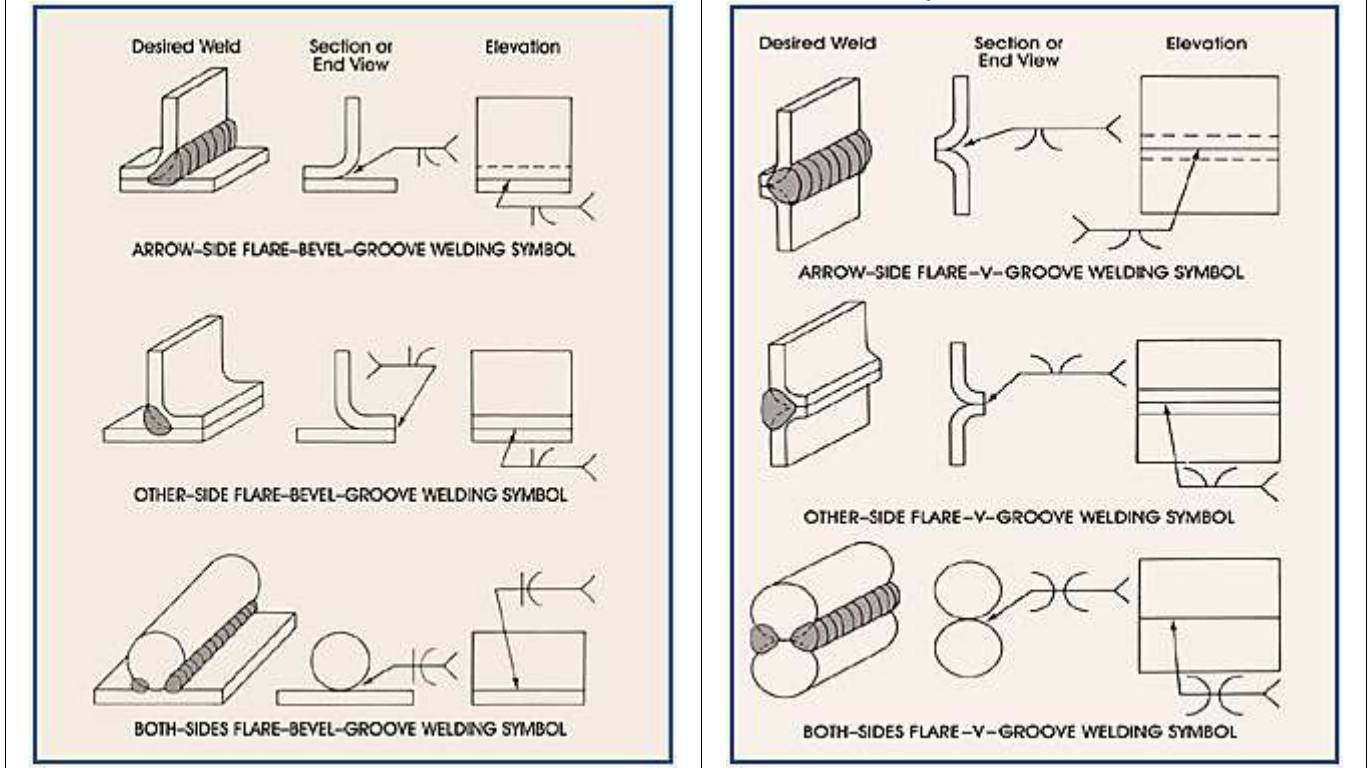 Desired Weld
Section or
End View
Elevation
ARROW–SIDE FLARE–BEVEL–GROOVE WELDING SYMBOL
OTHER–SIDE FLARE–BEVEL–GROOVE WELDING SYMBOL
BOTH–SIDES FLARE–BEVEL–GROOVE WELDING SYMBOL
Desired Weld
Section or
End View
Elevation
ARROW–SIDE FLARE–V–GROOVE WELDING SYMBOL
OTHER–SIDE FLARE–V–GROOVE WELDING SYMBOL
BOTH–SIDES FLARE–V–GROOVE WELDING SYMBOL